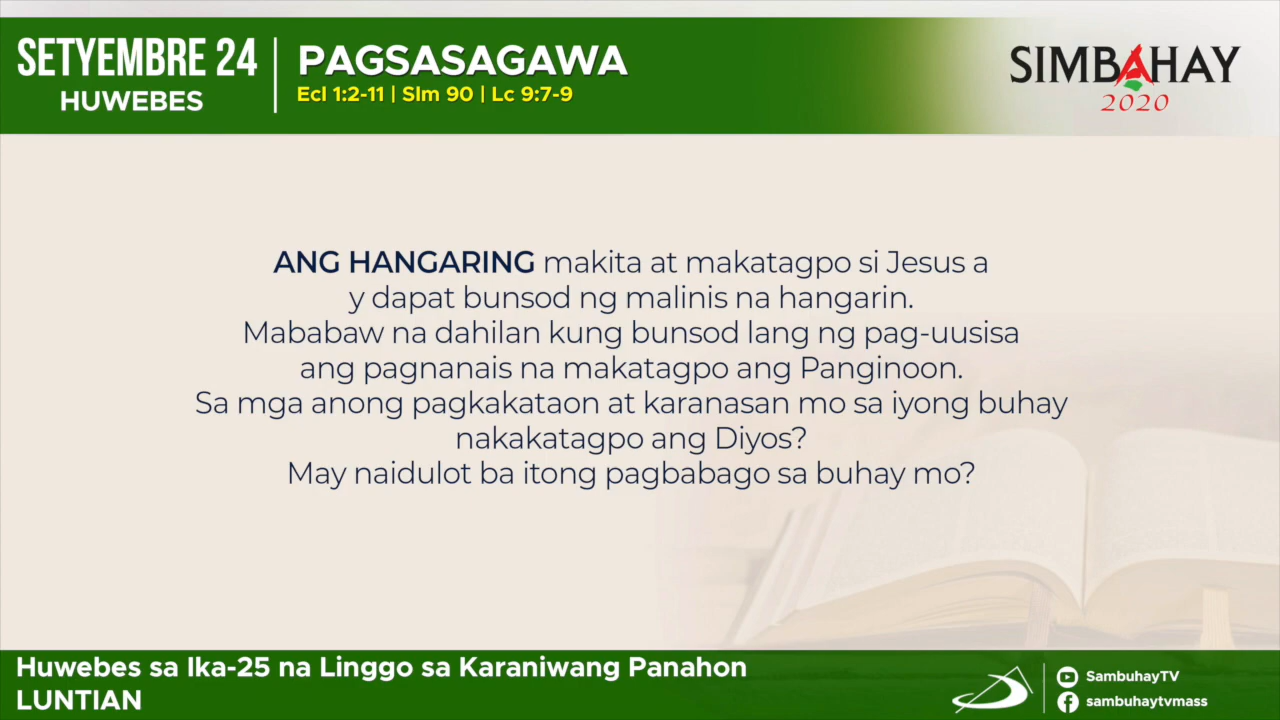 SETYEMBRE 24
HUWEBES
PAGSASAGAWA
Ecl 1:2-11 | Slm 90 | Lc 9:7-9
SIMBAHAY
2020
ANG HANGARING makita at makatagpo si Jesus a
y dapat bunsod ng malinis na hangarin.
Mababaw na dahilan kung bunsod lang ng pag-uusisa
ang pagnanais na makatagpo ang Panginoon.
Sa mga anong pagkakataon at karanasan mo sa iyong buhay
nakakatagpo ang Diyos?
May naidulot ba itong pagbabago sa buhay mo?
Huwebes sa Ika-25 na Linggo sa Karaniwang Panahon
LUNTIAN
SambuhayTV
sambuhaytvmass